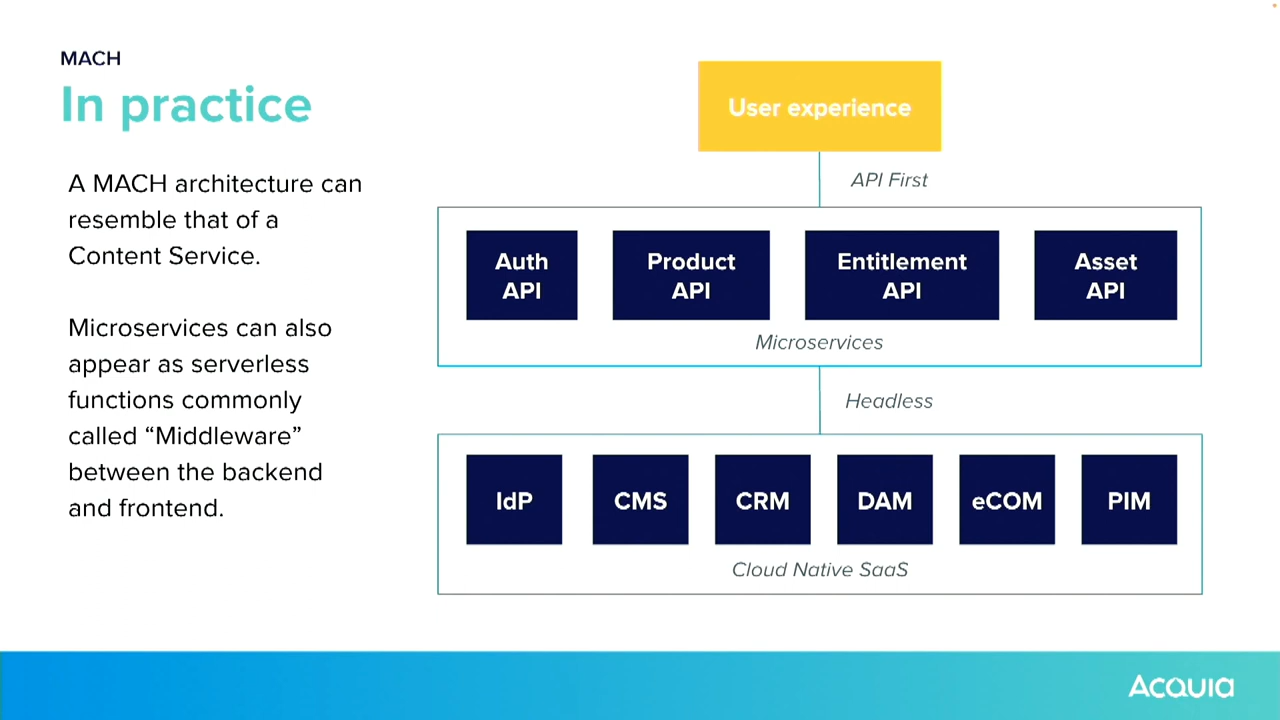 MACH
In practice
A MACH architecture can
resemble that of a
Content Service.
Microservices can also
appear as serverless
functions commonly
called “Middleware”
between the backend
and frontend.
User experience
API First
Auth
API
Product
API
Entitlement
API
Asset
API
Microservices
Headless
IdP
CMS
CRM
DAM
eCOM
PIM
Cloud Native SaaS
Acquia